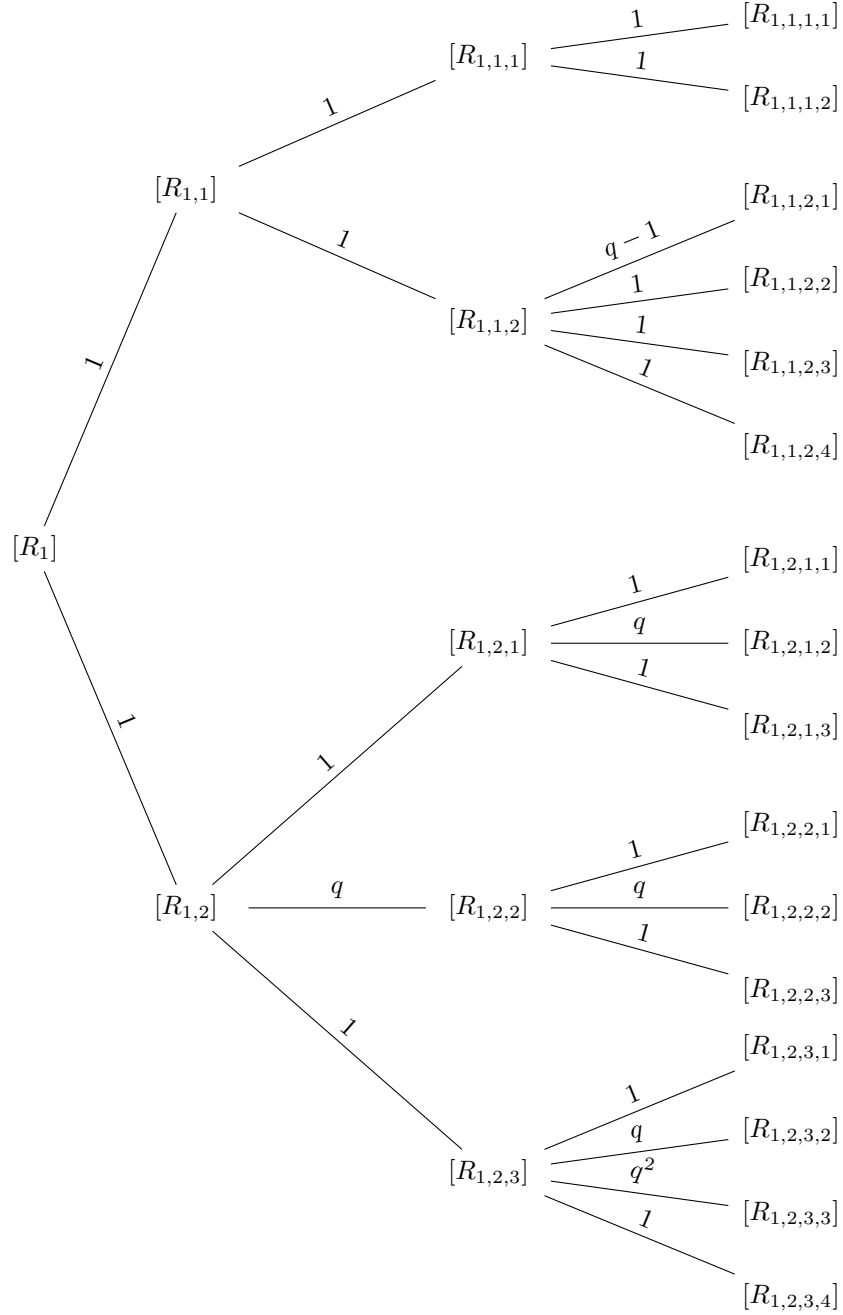 1 [R_{1,1,1,1}]
[R_{1,1,1}]
1 [R_{1,1,1,2}]
1
[R_{1,1}]
1
q − 1 [R_{1,1,2,1}]
1 [R_{1,1,2,2}]
[R_{1,1,2}]
1 [R_{1,1,2,3}]
1 [R_{1,1,2,4}]
1
[R_1]
1
1 [R_{1,2,1,1}]
[R_{1,2,1}] q [R_{1,2,1,2}]
1 [R_{1,2,1,3}]
1
1 [R_{1,2,2,1}]
[R_{1,2}] q [R_{1,2,2}] q [R_{1,2,2,2}]
1 [R_{1,2,2,3}]
1
1 [R_{1,2,3,1}]
q [R_{1,2,3,2}]
[R_{1,2,3}]
q^2 [R_{1,2,3,3}]
1 [R_{1,2,3,4}]